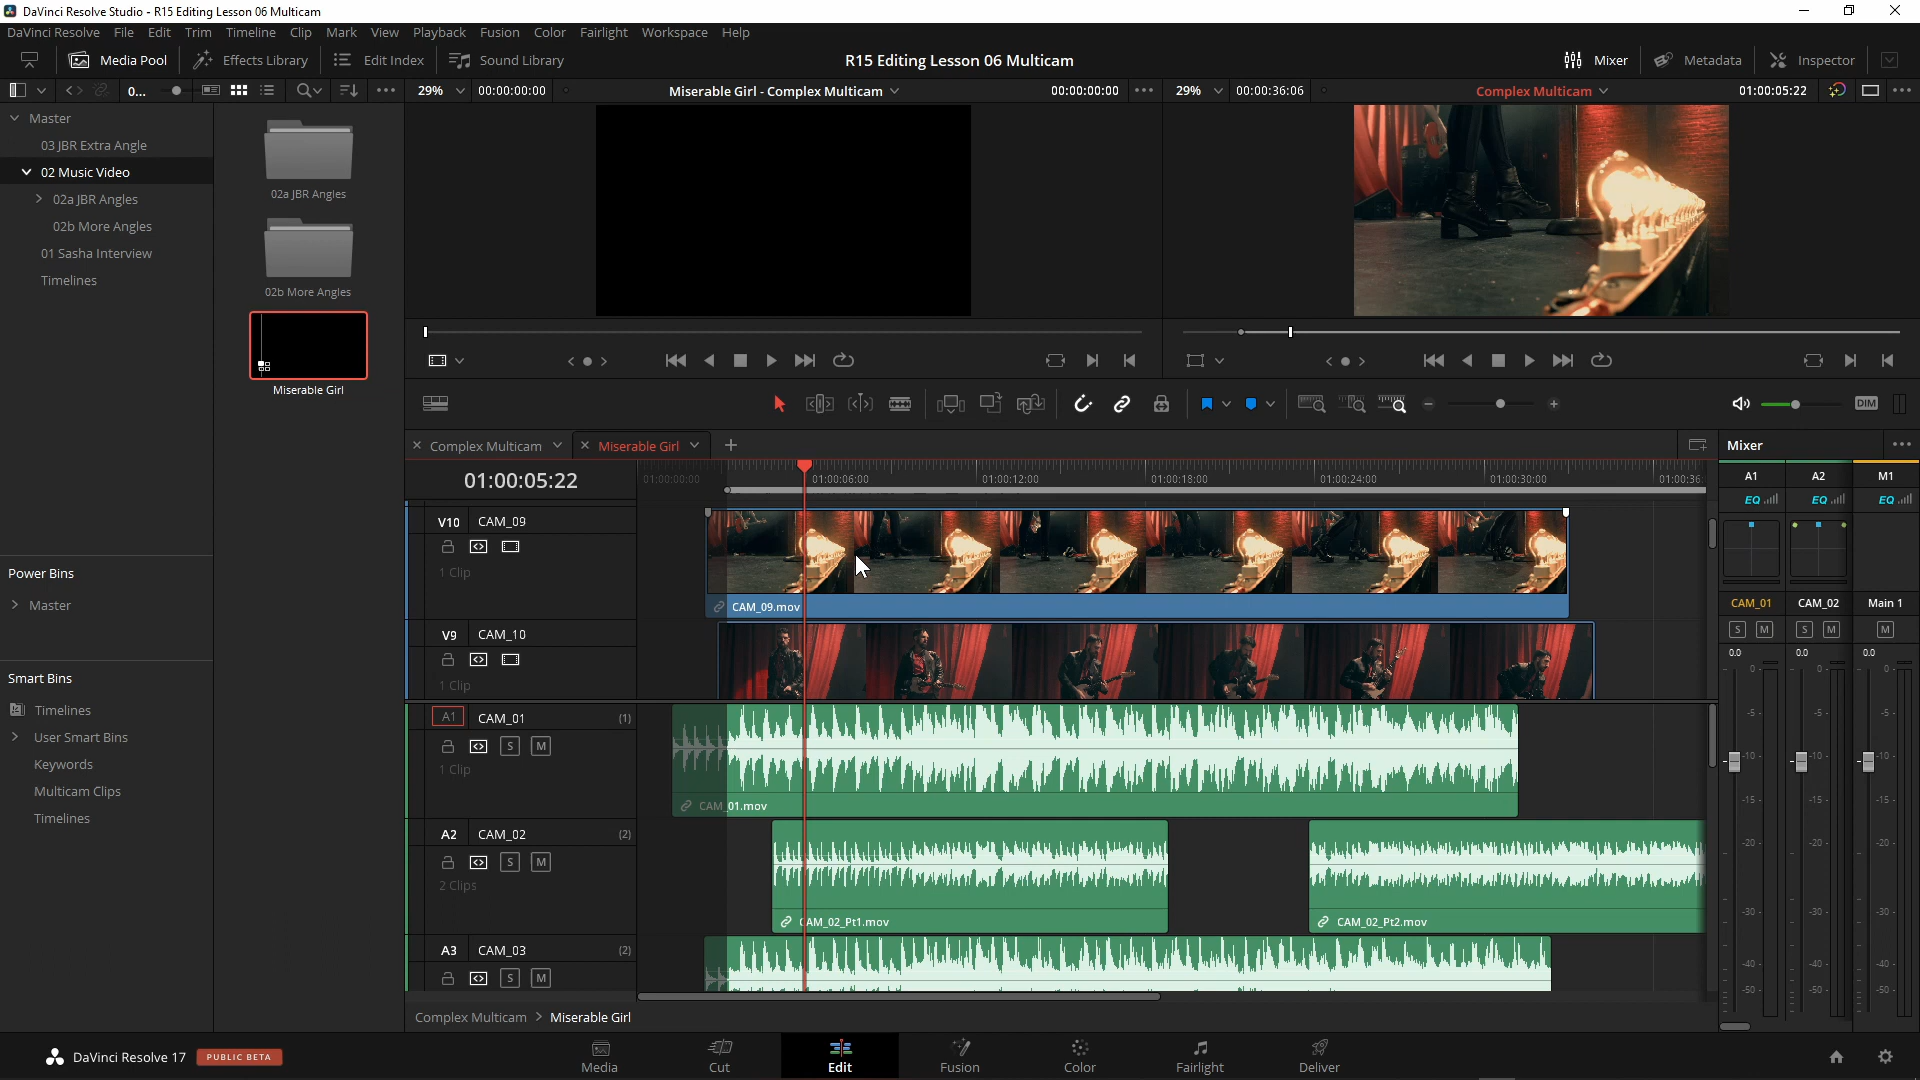 DaVinci Resolve Studio - R15 Editing Lesson 06 Multicam
DaVinci Resolve File Edit Trim Timeline Clip Mark View Playback Fusion Color Fairlight Workspace Help
Media Pool Effects Library Edit Index Sound Library R15 Editing Lesson 06 Multicam Mixer Metadata Inspector
0... 29% 00:00:00:00 Miserable Girl - Complex Multicam 00:00:00:00 29% 00:00:36:06 Complex Multicam 01:00:05:22
Master
03 JBR Extra Angle
02 Music Video
02a JBR Angles
02b More Angles
01 Sasha Interview
Timelines
02a JBR Angles
02b More Angles
Miserable Girl
Power Bins
Master
Smart Bins
Timelines
User Smart Bins
Keywords
Multicam Clips
Timelines
DIM
Complex Multicam Miserable Girl
01:00:05:22
01:00:00:00 01:00:06:00 01:00:12:00 01:00:18:00 01:00:24:00 01:00:30:00 01:00:36:
V10 CAM_09
1 Clip
CAM_09.mov
V9 CAM_10
1 Clip
A1 CAM_01 (1)
S M
1 Clip
CAM_01.mov
A2 CAM_02 (2)
S M
2 Clips
CAM_02_Pt1.mov CAM_02_Pt2.mov
A3 CAM_03 (2)
S M
Complex Multicam > Miserable Girl
Mixer
A1 A2 M1
EQ EQ EQ
CAM_01 CAM_02 Main 1
S M S M M
0.0 0.0 0.0
0 0 0
-5 -5 -5
-10 -10 -10
-15 -15 -15
-20 -20 -20
-30 -30 -30
-40 -40 -40
-50 -50 -50
DaVinci Resolve 17 PUBLIC BETA
Media Cut Edit Fusion Color Fairlight Deliver